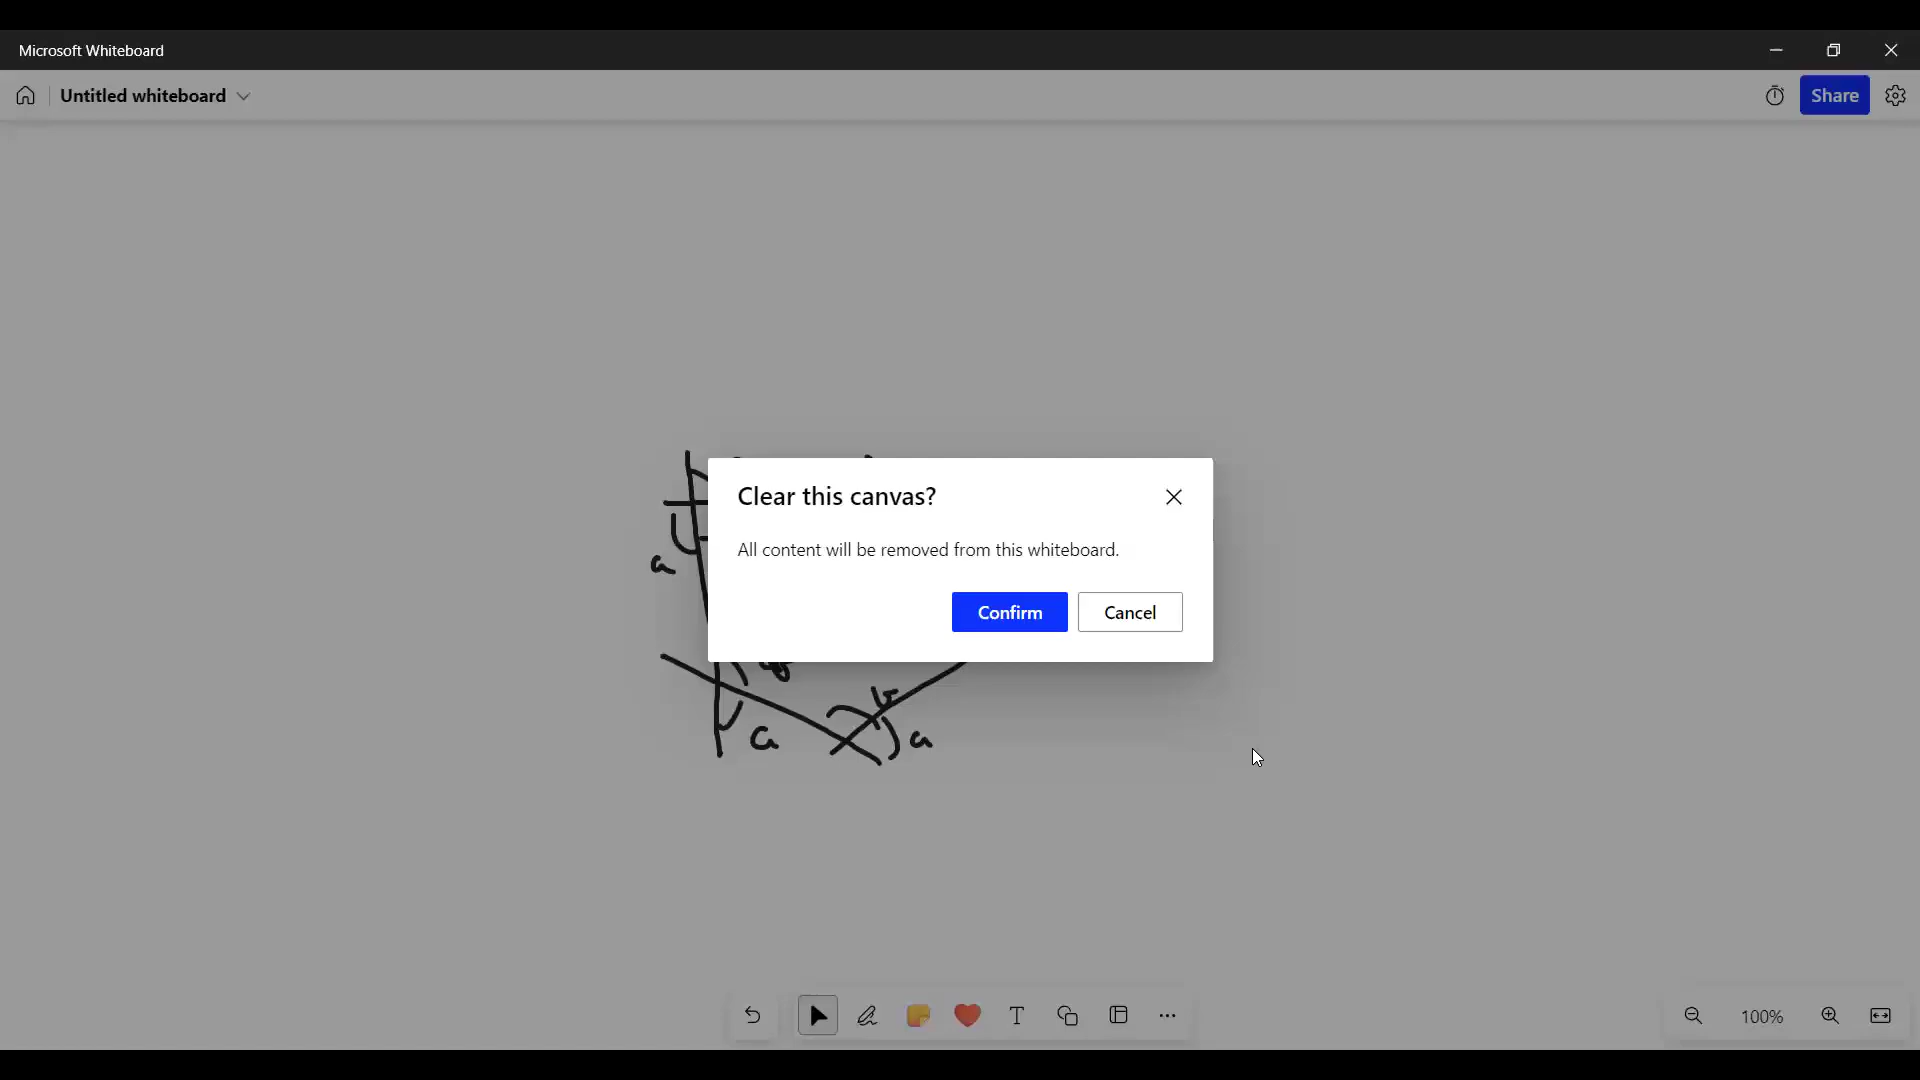 Microsoft Whiteboard
Untitled whiteboard
Share
Clear this canvas?
All content will be removed from this whiteboard.
Confirm
Cancel
a
b
a
a
100%